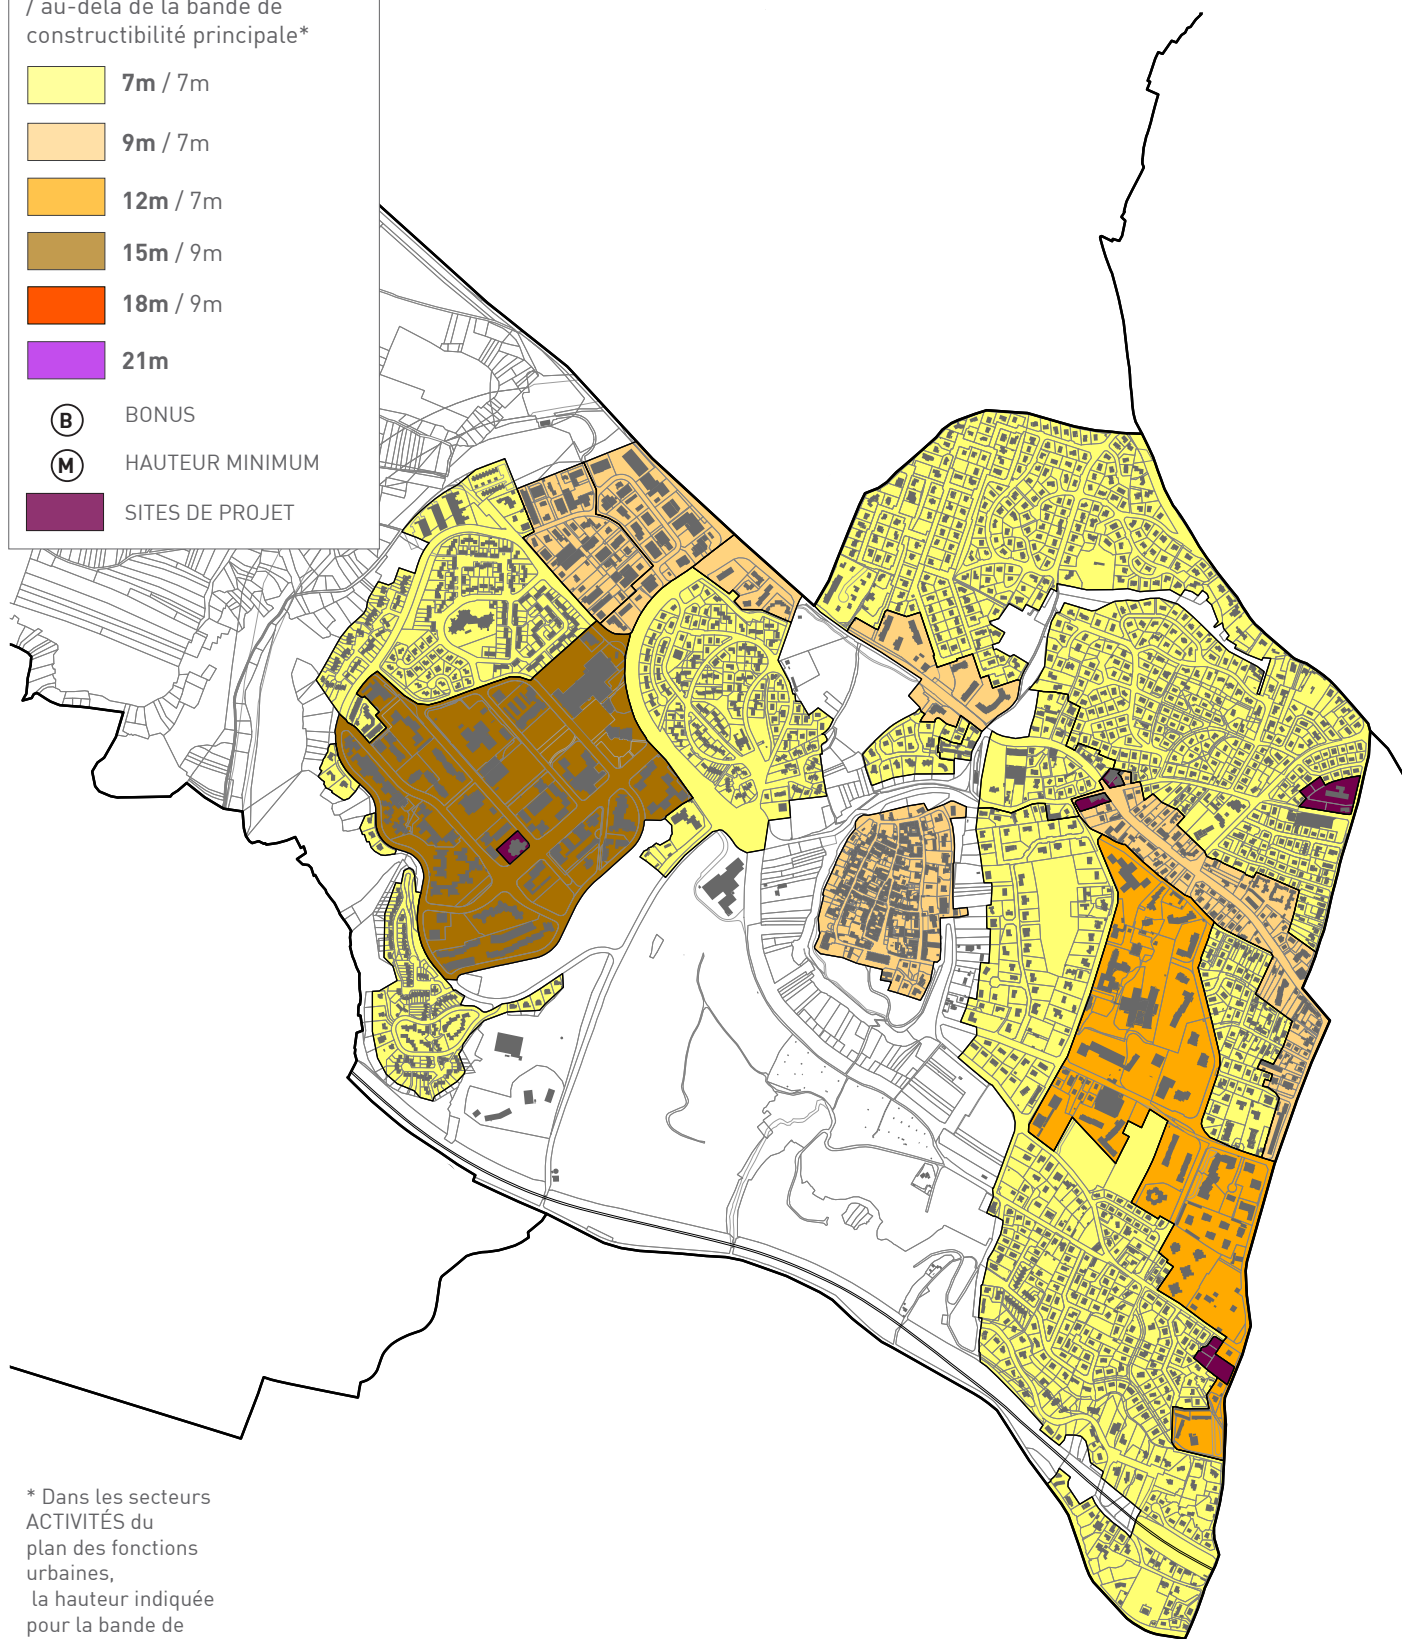 / au-delà de la bande de
constructibilité principale*
7m / 7m
9m / 7m
12m / 7m
15m / 9m
18m / 9m
21m
B BONUS
M HAUTEUR MINIMUM
SITES DE PROJET
* Dans les secteurs
ACTIVITÉS du
plan des fonctions
urbaines,
la hauteur indiquée
pour la bande de